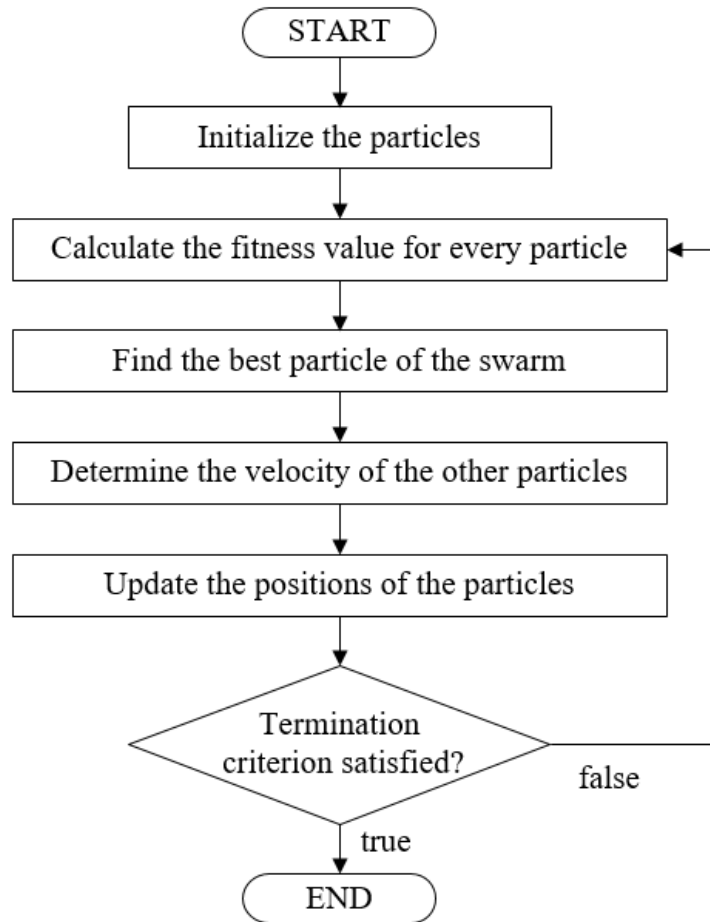 START
Initialize the particles
Calculate the fitness value for every particle
Find the best particle of the swarm
Determine the velocity of the other particles
Update the positions of the particles
Termination
criterion satisfied?
false
true
END